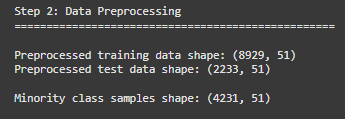 Step 2: Data Preprocessing
==================================================
Preprocessed training data shape: (8929, 51)
Preprocessed test data shape: (2233, 51)
Minority class samples shape: (4231, 51)